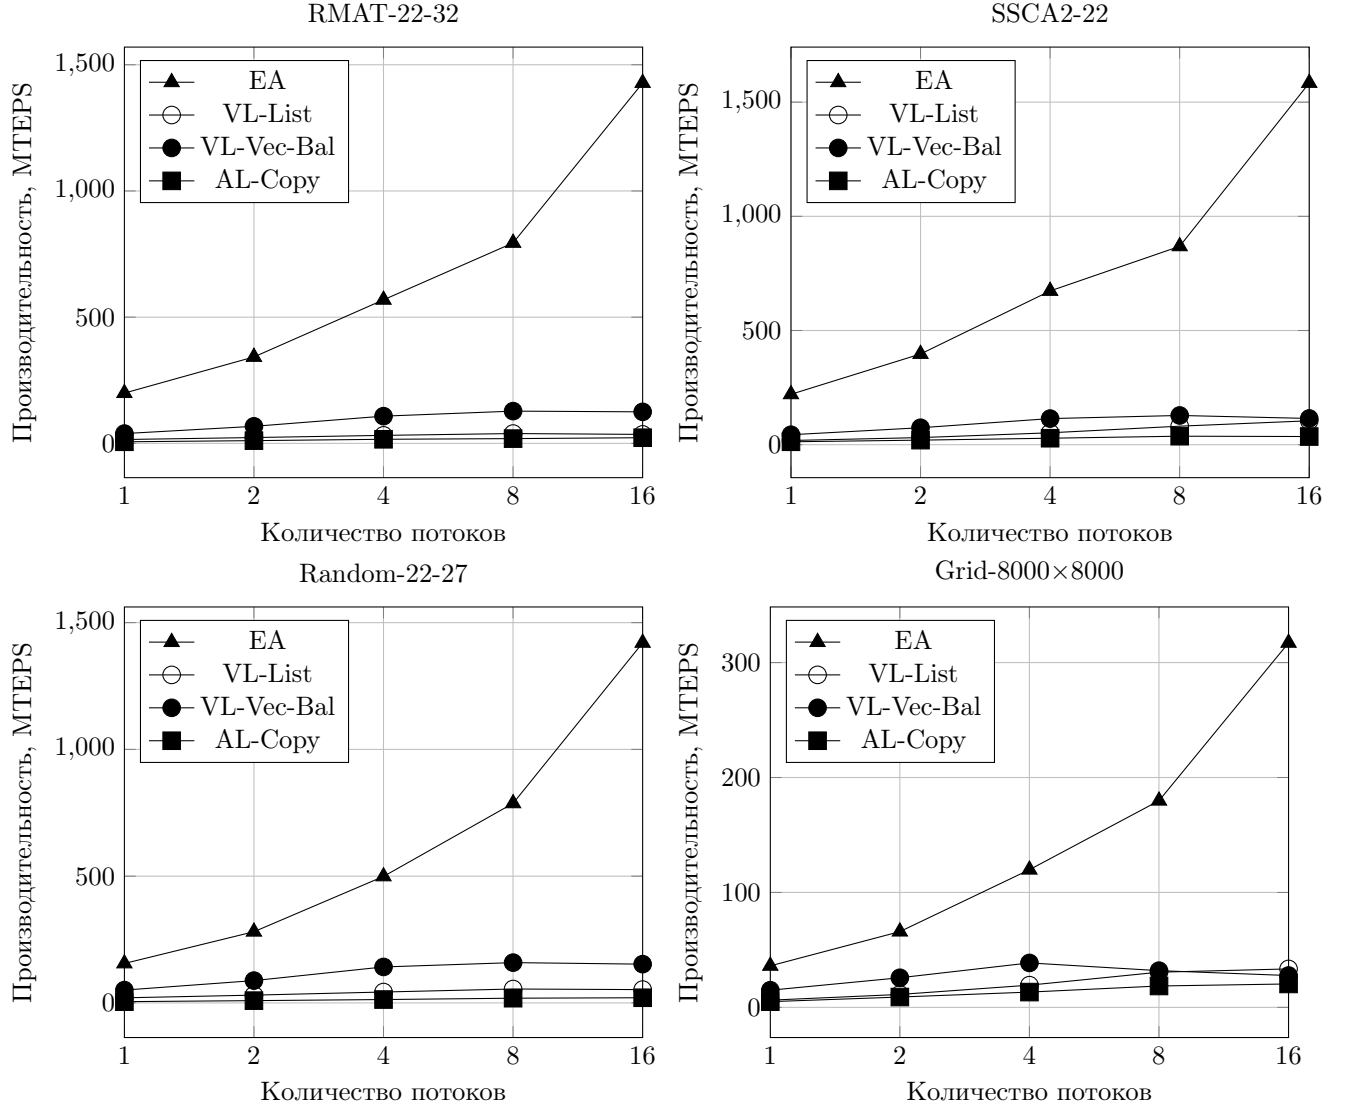 RMAT-22-32
Производительность, MTEPS
1,500
1,000
500
0
EA
VL-List
VL-Vec-Bal
AL-Copy
1 2 4 8 16
Количество потоков
SSCA2-22
Производительность, MTEPS
1,500
1,000
500
0
EA
VL-List
VL-Vec-Bal
AL-Copy
1 2 4 8 16
Количество потоков
Random-22-27
Производительность, MTEPS
1,500
1,000
500
0
EA
VL-List
VL-Vec-Bal
AL-Copy
1 2 4 8 16
Количество потоков
Grid-8000×8000
Производительность, MTEPS
300
200
100
0
EA
VL-List
VL-Vec-Bal
AL-Copy
1 2 4 8 16
Количество потоков